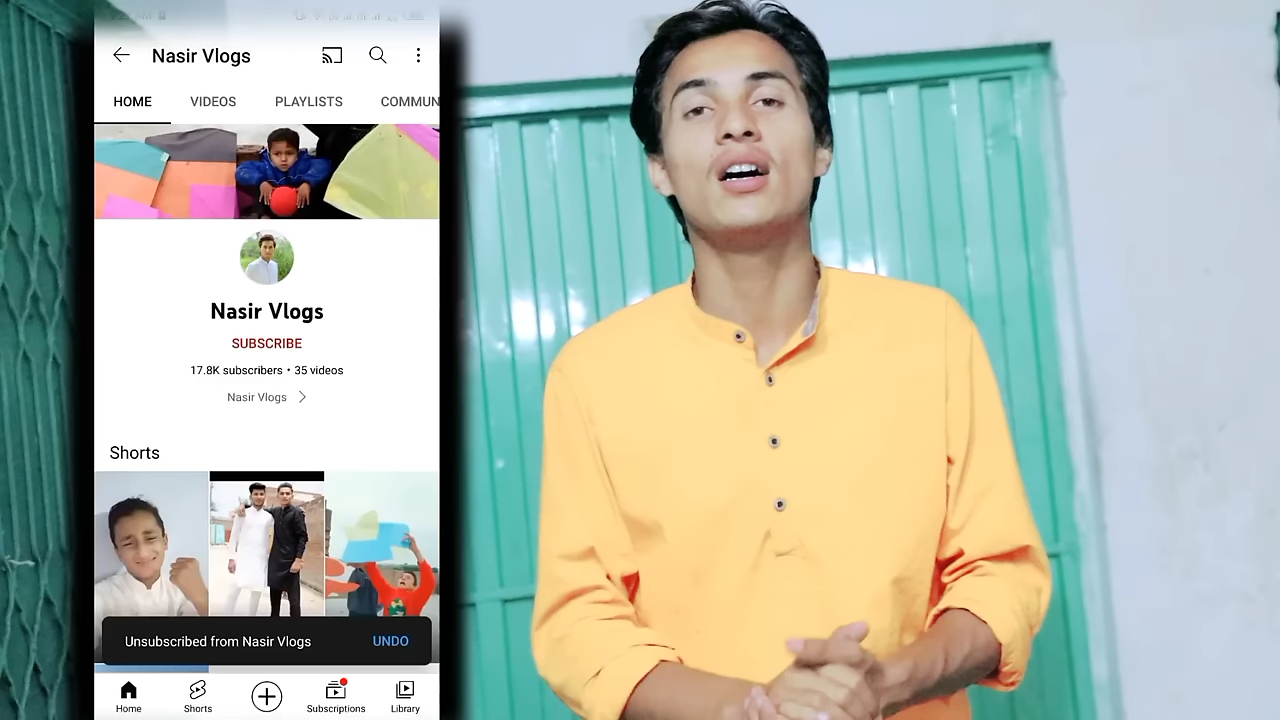 Nasir Vlogs
HOME VIDEOS PLAYLISTS COMMUN
Nasir Vlogs
SUBSCRIBE
17.8K subscribers • 35 videos
Nasir Vlogs
Shorts
Unsubscribed from Nasir Vlogs UNDO
Home Shorts Subscriptions Library